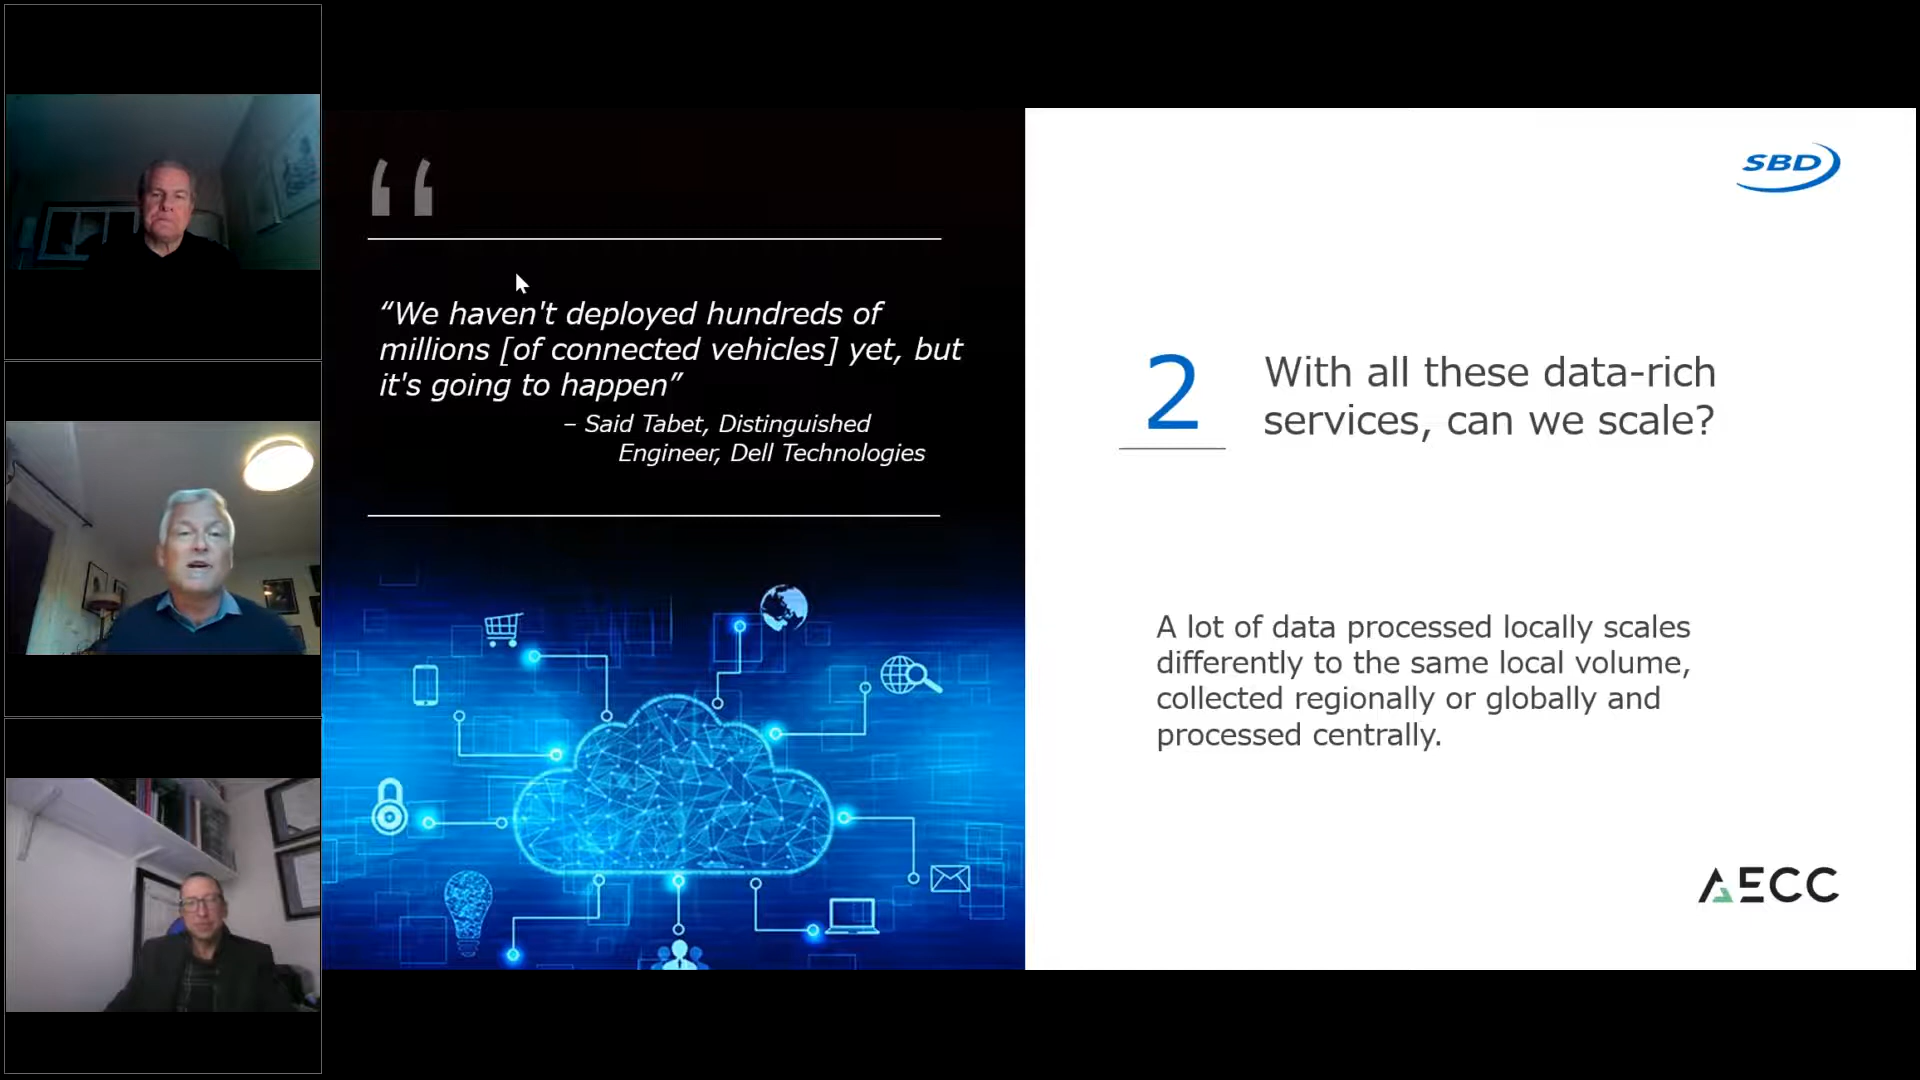 “We haven't deployed hundreds of
millions [of connected vehicles] yet, but
it's going to happen”
– Said Tabet, Distinguished
Engineer, Dell Technologies
SBD
2
With all these data-rich
services, can we scale?
A lot of data processed locally scales
differently to the same local volume,
collected regionally or globally and
processed centrally.
AECC